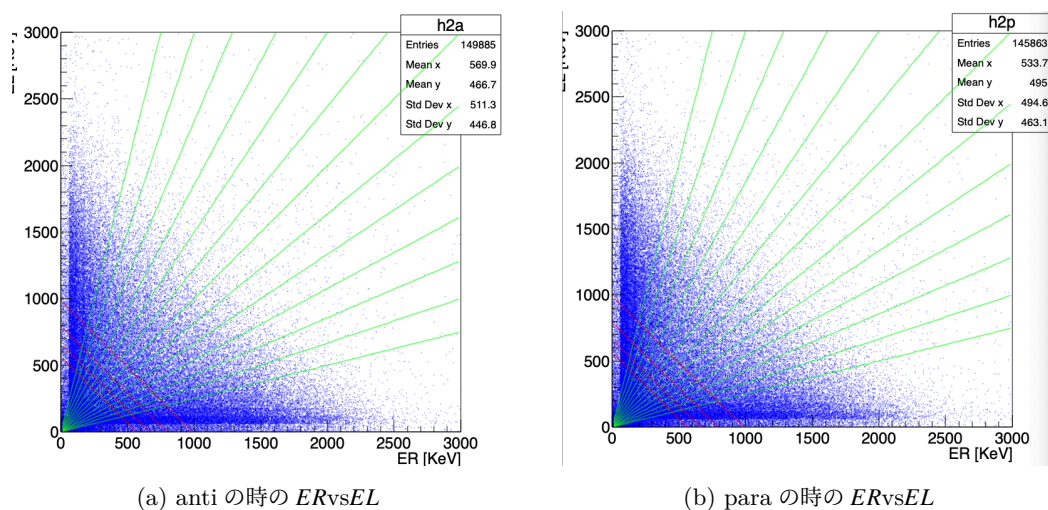 h2a
Entries 149885
Mean x 569.9
Mean y 466.7
Std Dev x 511.3
Std Dev y 446.8
3000
2500
2000
1500
1000
500
0
0 500 1000 1500 2000 2500 3000
ER [KeV]
h2p
Entries 145863
Mean x 533.7
Mean y 495
Std Dev x 494.6
Std Dev y 463.1
3000
2500
2000
1500
1000
500
0
0 500 1000 1500 2000 2500 3000
ER [KeV]
(a) anti の時の ERvsEL
(b) para の時の ERvsEL